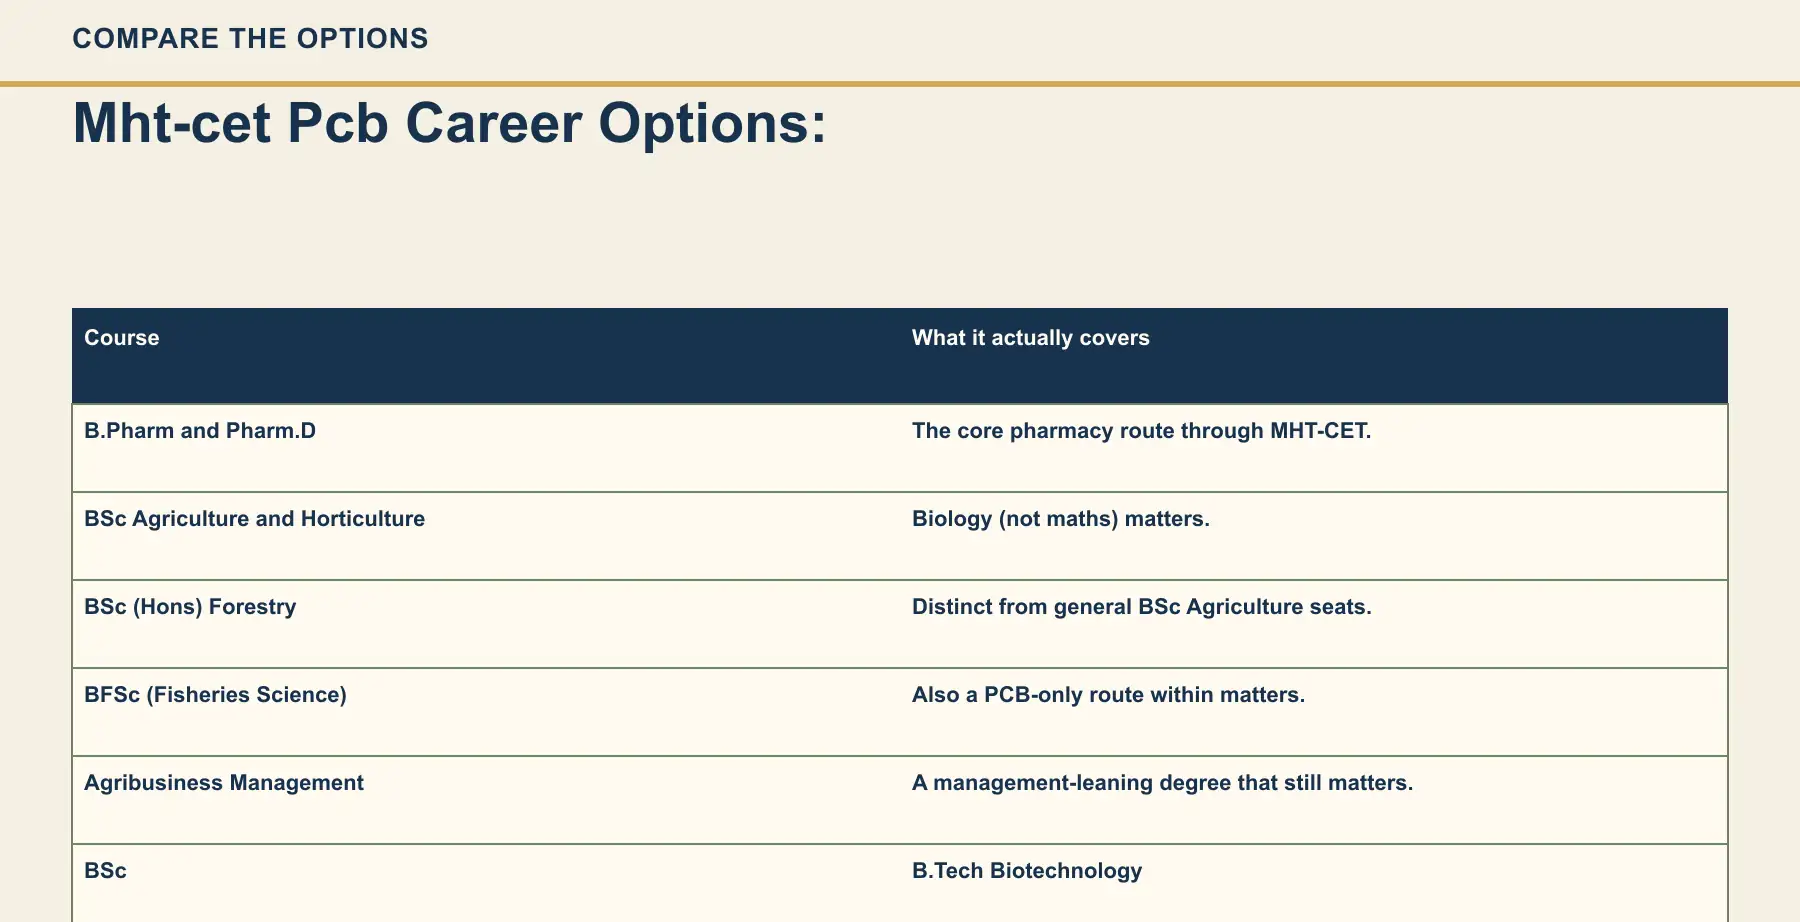 COMPARE THE OPTIONS
Mht-cet Pcb Career Options:
Course What it actually covers
B.Pharm and Pharm.D The core pharmacy route through MHT-CET.
BSc Agriculture and Horticulture Biology (not maths) matters.
BSc (Hons) Forestry Distinct from general BSc Agriculture seats.
BFSc (Fisheries Science) Also a PCB-only route within matters.
Agribusiness Management A management-leaning degree that still matters.
BSc B.Tech Biotechnology